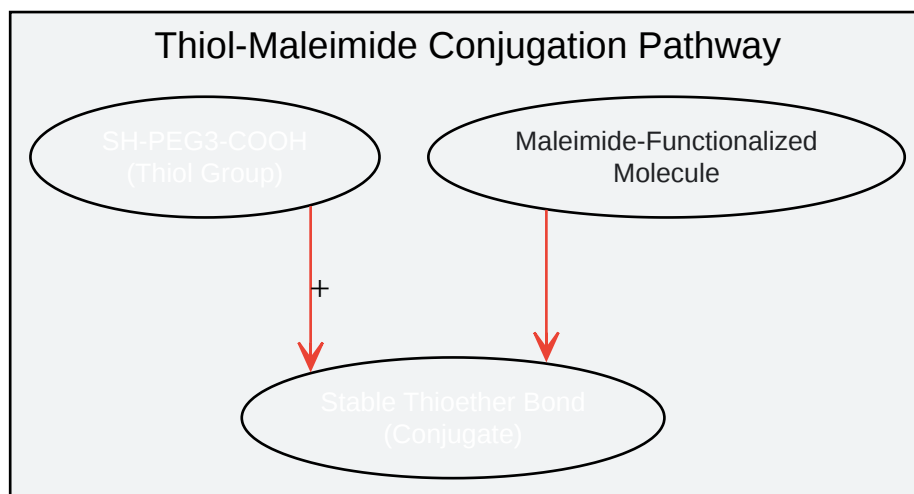 Thiol-Maleimide Conjugation Pathway
SH-PEG3-COOH
(Thiol Group)
Maleimide-Functionalized
Molecule
+
Stable Thioether Bond
(Conjugate)